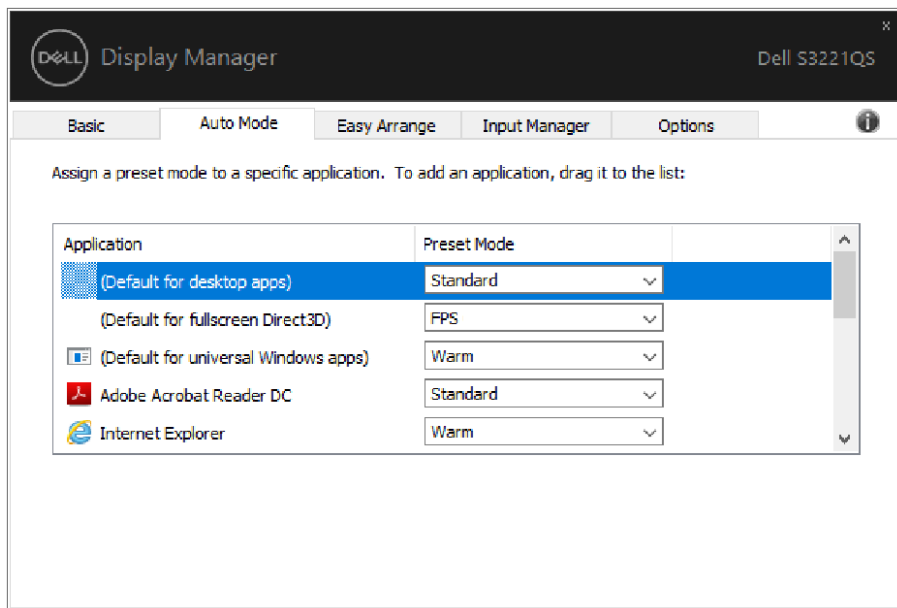 x
DELL Display Manager Dell S3221QS
Basic Auto Mode Easy Arrange Input Manager Options
Assign a preset mode to a specific application. To add an application, drag it to the list:
Application Preset Mode
(Default for desktop apps) Standard
(Default for fullscreen Direct3D) FPS
(Default for universal Windows apps) Warm
Adobe Acrobat Reader DC Standard
Internet Explorer Warm